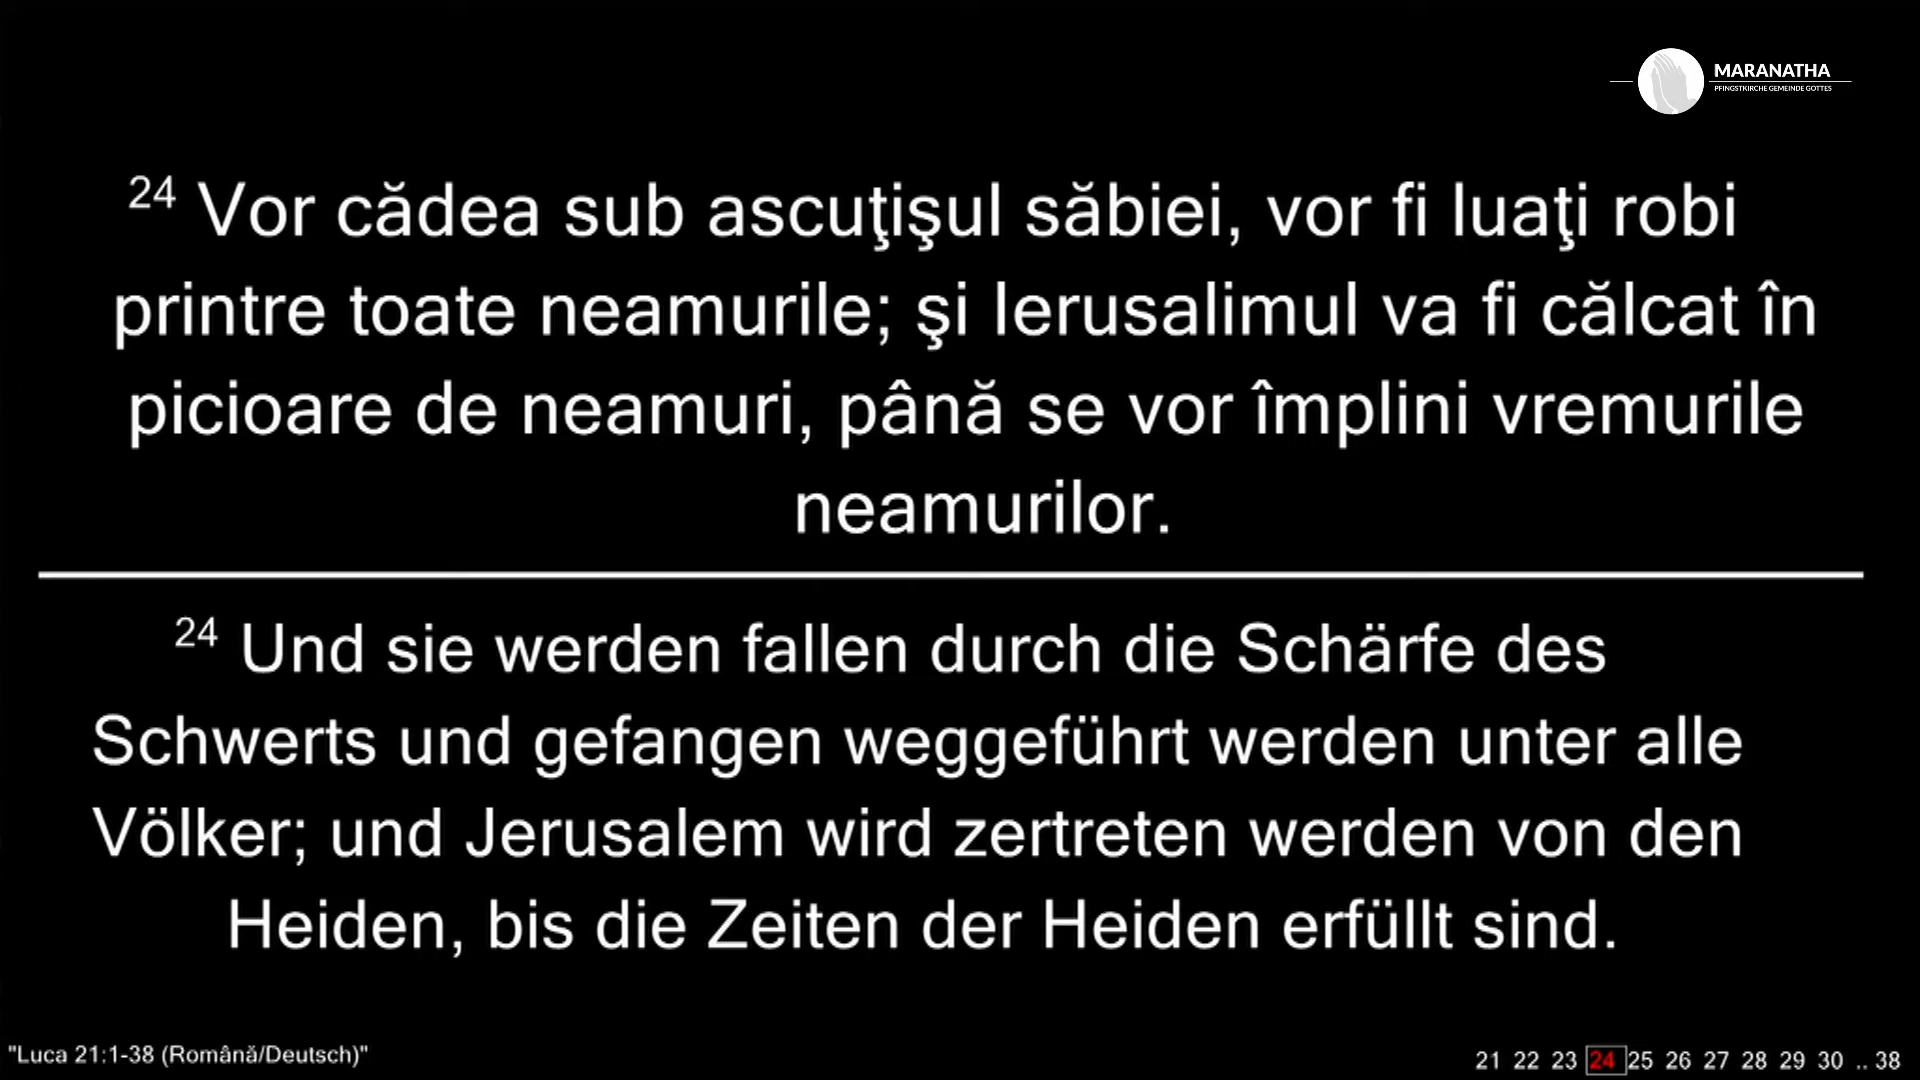 MARANATHA
PFINGSTKIRCHE GEMEINDE GOTTES
24 Vor cădea sub ascuţişul săbiei, vor fi luaţi robi
printre toate neamurile; şi Ierusalimul va fi călcat în
picioare de neamuri, până se vor împlini vremurile
neamurilor.
24 Und sie werden fallen durch die Schärfe des
Schwerts und gefangen weggeführt werden unter alle
Völker; und Jerusalem wird zertreten werden von den
Heiden, bis die Zeiten der Heiden erfüllt sind.
"Luca 21:1-38 (Română/Deutsch)"
21 22 23 24 25 26 27 28 29 30 .. 38